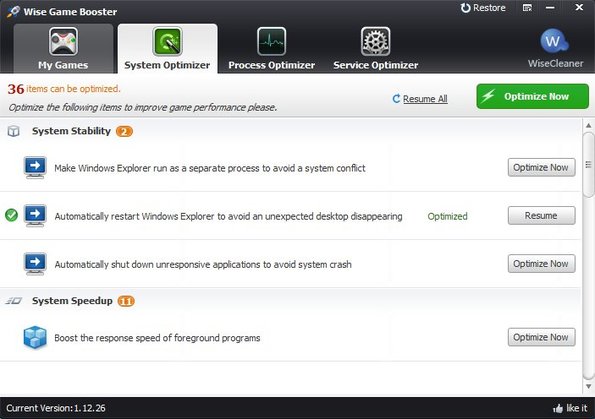 Wise Game Booster
Restore
My Games
System Optimizer
Process Optimizer
Service Optimizer
W
WiseCleaner
36 items can be optimized.
Optimize the following items to improve game performance please.
Resume All
Optimize Now
System Stability 2
Make Windows Explorer run as a separate process to avoid a system conflict
Optimize Now
Automatically restart Windows Explorer to avoid an unexpected desktop disappearing
Optimized
Resume
Automatically shut down unresponsive applications to avoid system crash
Optimize Now
System Speedup 11
Boost the response speed of foreground programs
Optimize Now
Current Version:1.12.26
like it